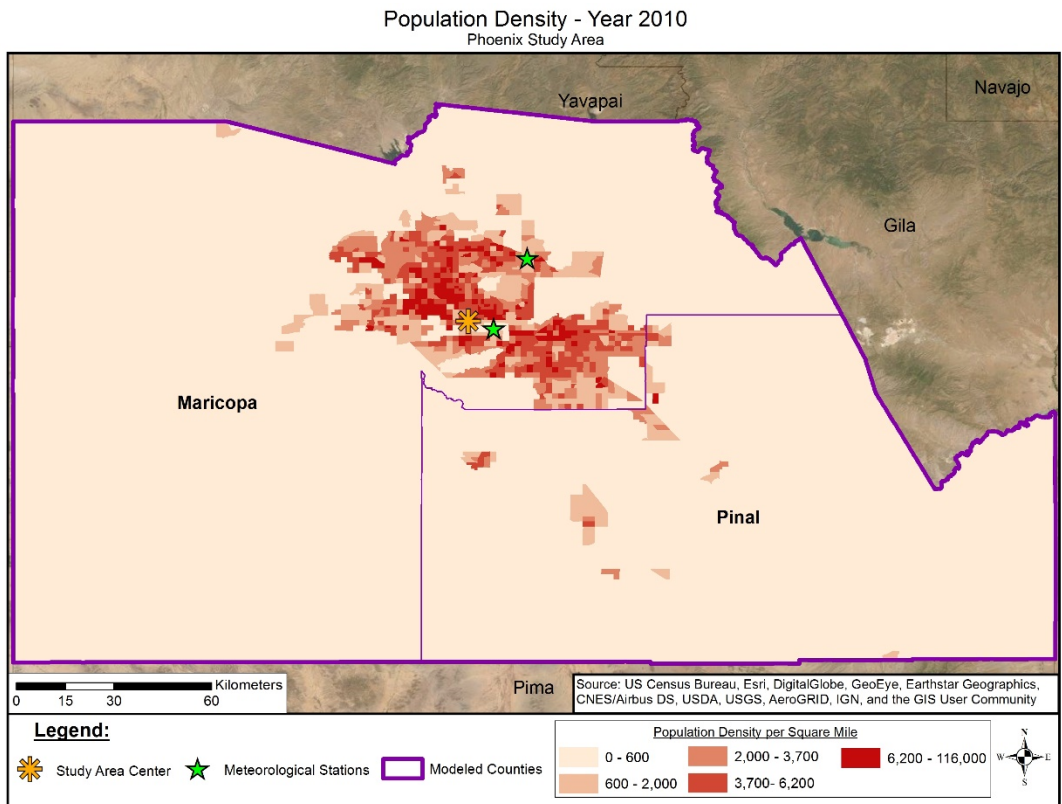 Population Density - Year 2010
Phoenix Study Area
Navajo
Yavapai
Gila
Maricopa
Pinal
Pima
Kilometers
0 15 30 60
Source: US Census Bureau, Esri, DigitalGlobe, GeoEye, Earthstar Geographics,
CNES/Airbus DS, USDA, USGS, AeroGRID, IGN, and the GIS User Community
Legend:
Study Area Center
Meteorological Stations
Modeled Counties
Population Density per Square Mile
0 - 600
2,000 - 3,700
6,200 - 116,000
600 - 2,000
3,700- 6,200
N
W
E
S